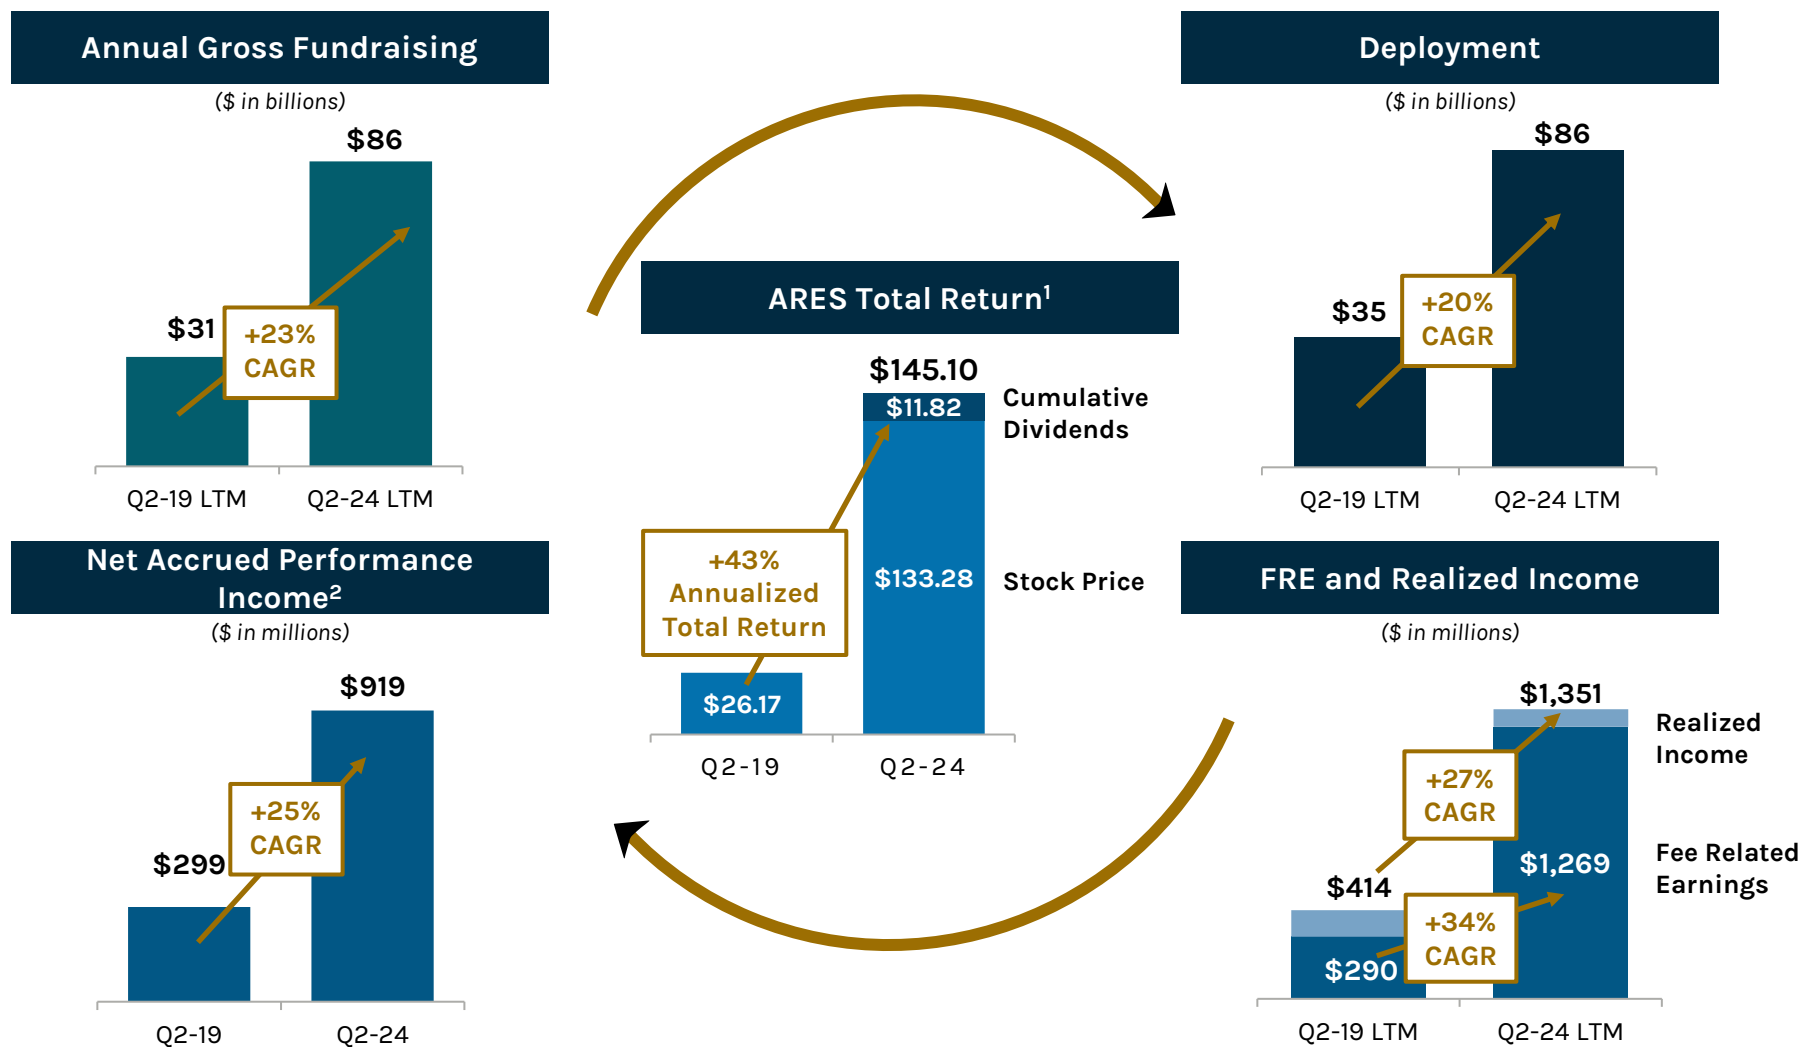 Annual Gross Fundraising
($ in billions)
$86
$31
+23%
CAGR
Q2-19 LTM
Q2-24 LTM
Deployment
($ in billions)
$86
$35
+20%
CAGR
Q2-19 LTM
Q2-24 LTM
ARES Total Return¹
$145.10
$11.82
Cumulative
Dividends
+43%
Annualized
Total Return
$133.28
Stock Price
$26.17
Q2-19
Q2-24
Net Accrued Performance
Income²
($ in millions)
$919
$299
+25%
CAGR
Q2-19
Q2-24
FRE and Realized Income
($ in millions)
$1,351
Realized
Income
+27%
CAGR
$1,269
Fee Related
Earnings
$414
+34%
CAGR
$290
Q2-19 LTM
Q2-24 LTM